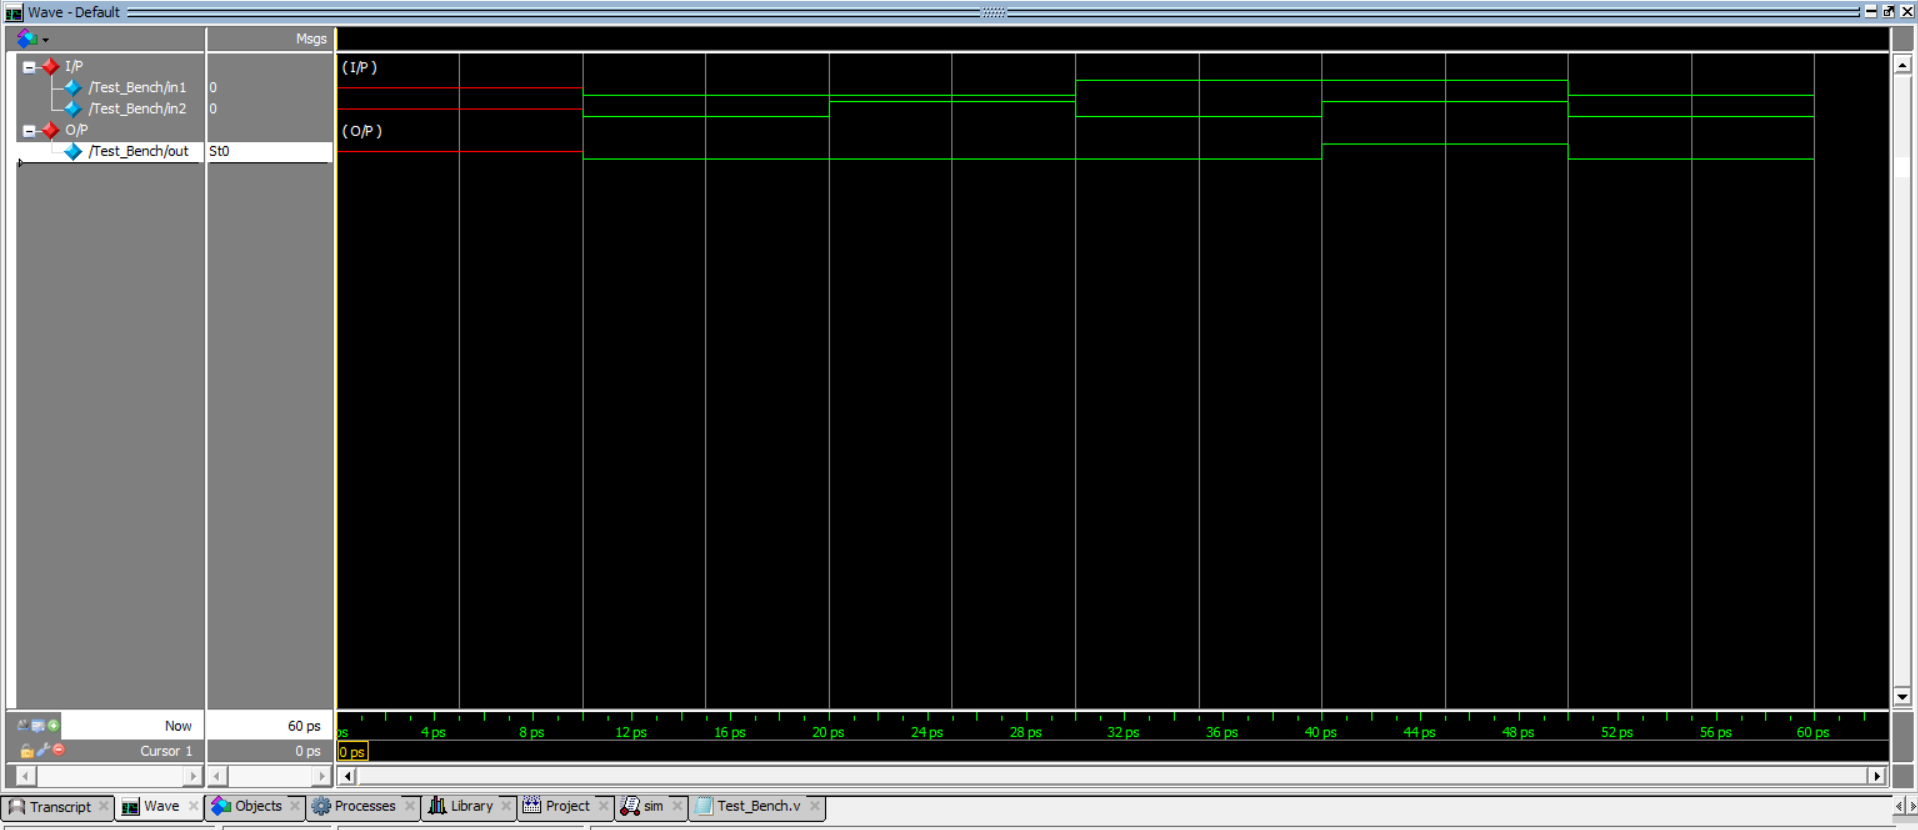 Wave - Default
Msgs
I/P
( I/P )
/Test_Bench/in1 0
/Test_Bench/in2 0
O/P
( O/P )
/Test_Bench/out St0
Now 60 ps
ps 4 ps 8 ps 12 ps 16 ps 20 ps 24 ps 28 ps 32 ps 36 ps 40 ps 44 ps 48 ps 52 ps 56 ps 60 ps
Cursor 1 0 ps 0 ps
Transcript Wave Objects Processes Library Project sim Test_Bench.v